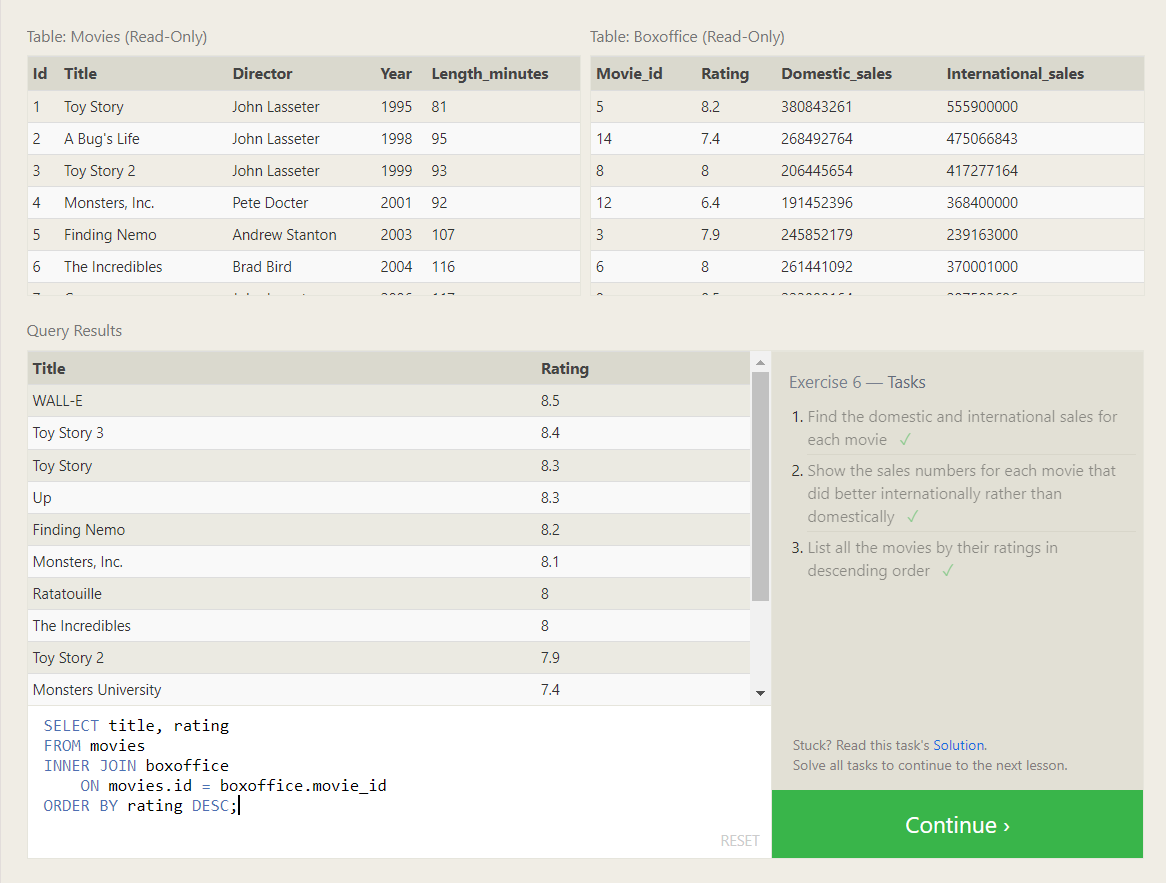 Table: Movies (Read-Only)
Id Title Director Year Length_minutes
1 Toy Story John Lasseter 1995 81
2 A Bug's Life John Lasseter 1998 95
3 Toy Story 2 John Lasseter 1999 93
4 Monsters, Inc. Pete Docter 2001 92
5 Finding Nemo Andrew Stanton 2003 107
6 The Incredibles Brad Bird 2004 116
Table: Boxoffice (Read-Only)
Movie_id Rating Domestic_sales International_sales
5 8.2 380843261 555900000
14 7.4 268492764 475066843
8 8 206445654 417277164
12 6.4 191452396 368400000
3 7.9 245852179 239163000
6 8 261441092 370001000
Query Results
Title Rating
WALL-E 8.5
Toy Story 3 8.4
Toy Story 8.3
Up 8.3
Finding Nemo 8.2
Monsters, Inc. 8.1
Ratatouille 8
The Incredibles 8
Toy Story 2 7.9
Monsters University 7.4
SELECT title, rating
FROM movies
INNER JOIN boxoffice
ON movies.id = boxoffice.movie_id
ORDER BY rating DESC;
RESET
Exercise 6 — Tasks
1. Find the domestic and international sales for
each movie ✓
2. Show the sales numbers for each movie that
did better internationally rather than
domestically ✓
3. List all the movies by their ratings in
descending order ✓
Stuck? Read this task's Solution.
Solve all tasks to continue to the next lesson.
Continue ›